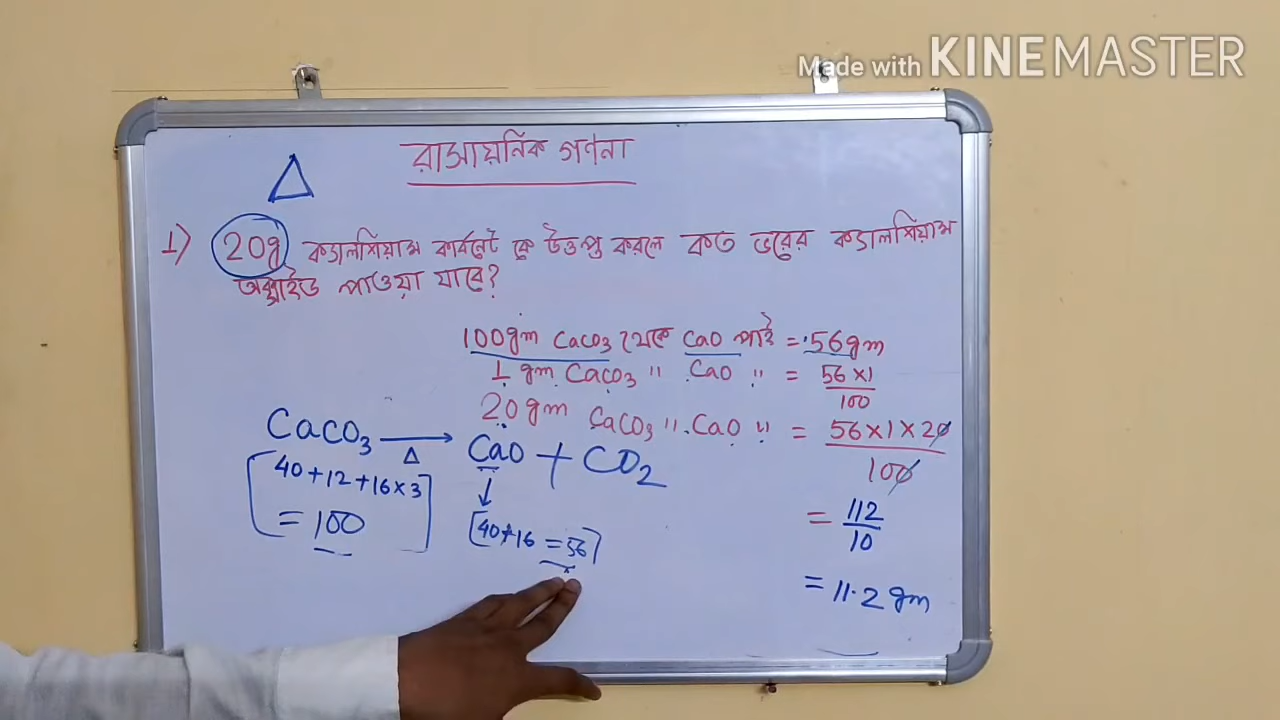 Made with KINEMASTER
রাসায়নিক গণনা
Δ
1) 20g ক্যালশিয়াম কার্বনেট কে উত্তপ্ত করলে কত ভরের ক্যালশিয়াম
অক্সাইড পাওয়া যাবে?
100gm CaCO3 থেকে CaO পাই = 56gm
1 gm CaCO3 " CaO " = 56×1/100
20gm CaCO3 " CaO " = 56×1×20/100
= 112/10
= 11.2 gm
CaCO3 ⟶ CaO + CO2
Δ
[40+12+16×3
= 100]
↓
[40+16 = 56]